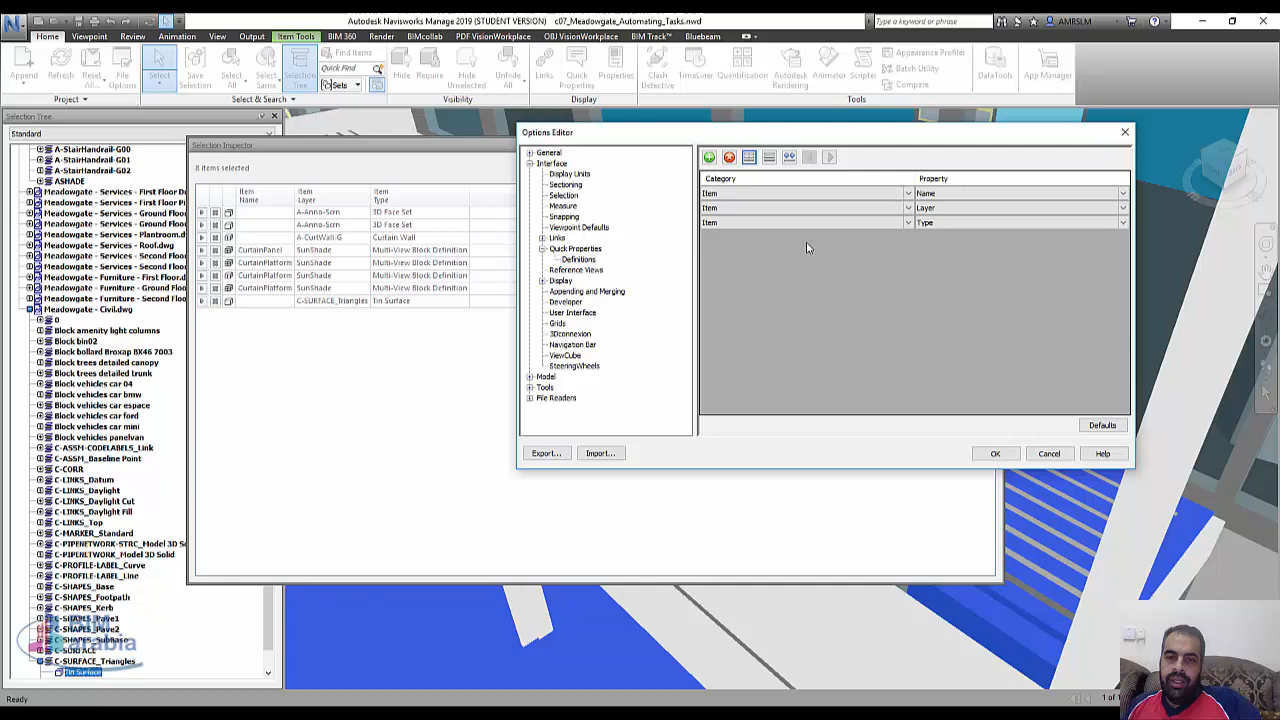 Autodesk Navisworks Manage 2019 (STUDENT VERSION) c07_Meadowgate_Automating_Tasks.nwd
Type a keyword or phrase
AMRSLM
Home Viewpoint Review Animation View Output Item Tools BIM 360 Render BIMcollab PDF VisionWorkplace OBJ VisionWorkplace BIM Track™ Bluebeam
Append
Refresh
Reset All...
File Options
Select
Save Selection
Select All
Select Same
Selection Tree
Find Items
Quick Find
Sets
Hide
Require
Hide Unselected
Unhide All
Links
Quick Properties
Properties
Clash Detective
TimeLiner
Quantification
Autodesk Rendering
Animator
Scripter
Appearance Profiler
Batch Utility
Compare
DataTools
App Manager
Project
Select & Search
Visibility
Display
Tools
Selection Tree
Standard
A-StairHandrail-G00
A-StairHandrail-G01
A-StairHandrail-G02
ASHADE
Meadowgate - Services - First Floor
Meadowgate - Services - First Floor
Meadowgate - Services - Ground Floor
Meadowgate - Services - Ground Floor
Meadowgate - Services - Plantroom.d
Meadowgate - Services - Roof.dwg
Meadowgate - Services - Second Floor
Meadowgate - Services - Second Floor
Meadowgate - Furniture - First Floor.d
Meadowgate - Furniture - Ground Floor
Meadowgate - Furniture - Second Floor
Meadowgate - Civil.dwg
0
Block amenity light columns
Block bin02
Block bollard Broxap BX46 7003
Block trees detailed canopy
Block trees detailed trunk
Block vehicles car 04
Block vehicles car bmw
Block vehicles car espace
Block vehicles car ford
Block vehicles car mini
Block vehicles panelvan
C-ASSM-CODELABELS_Link
C-ASSM_Baseline Point
C-CORR
C-LINKS_Datum
C-LINKS_Daylight
C-LINKS_Daylight Cut
C-LINKS_Daylight Fill
C-LINKS_Top
C-MARKER_Standard
C-PIPENETWORK-STRC_Model 3D So
C-PIPENETWORK_Model 3D Solid
C-PROFILE-LABEL_Curve
C-PROFILE-LABEL_Line
C-SHAPES_Base
C-SHAPES_Footpath
C-SHAPES_Kerb
C-SHAPES_Pave1
C-SHAPES_Pave2
C-SHAPES_SubBase
C-SURFACE
C-SURFACE_Triangles
Tin Surface
BIM
arabia
Ready
Selection Inspector
8 items selected
Item Name Item Layer Item Type
A-Anno-Scrn 3D Face Set
A-Anno-Scrn 3D Face Set
A-CurtWall-G Curtain Wall
CurtainPanel SunShade Multi-View Block Definition
CurtainPlatform SunShade Multi-View Block Definition
CurtainPlatform SunShade Multi-View Block Definition
CurtainPlatform SunShade Multi-View Block Definition
C-SURFACE_Triangles Tin Surface
Options Editor
General
Interface
Display Units
Sectioning
Selection
Measure
Snapping
Viewpoint Defaults
Links
Quick Properties
Definitions
Reference Views
Display
Appending and Merging
Developer
User Interface
Grids
3Dconnexion
Navigation Bar
ViewCube
SteeringWheels
Model
Tools
File Readers
Category Property
Item Name
Item Layer
Item Type
Defaults
Export... Import... OK Cancel Help
1 of 1